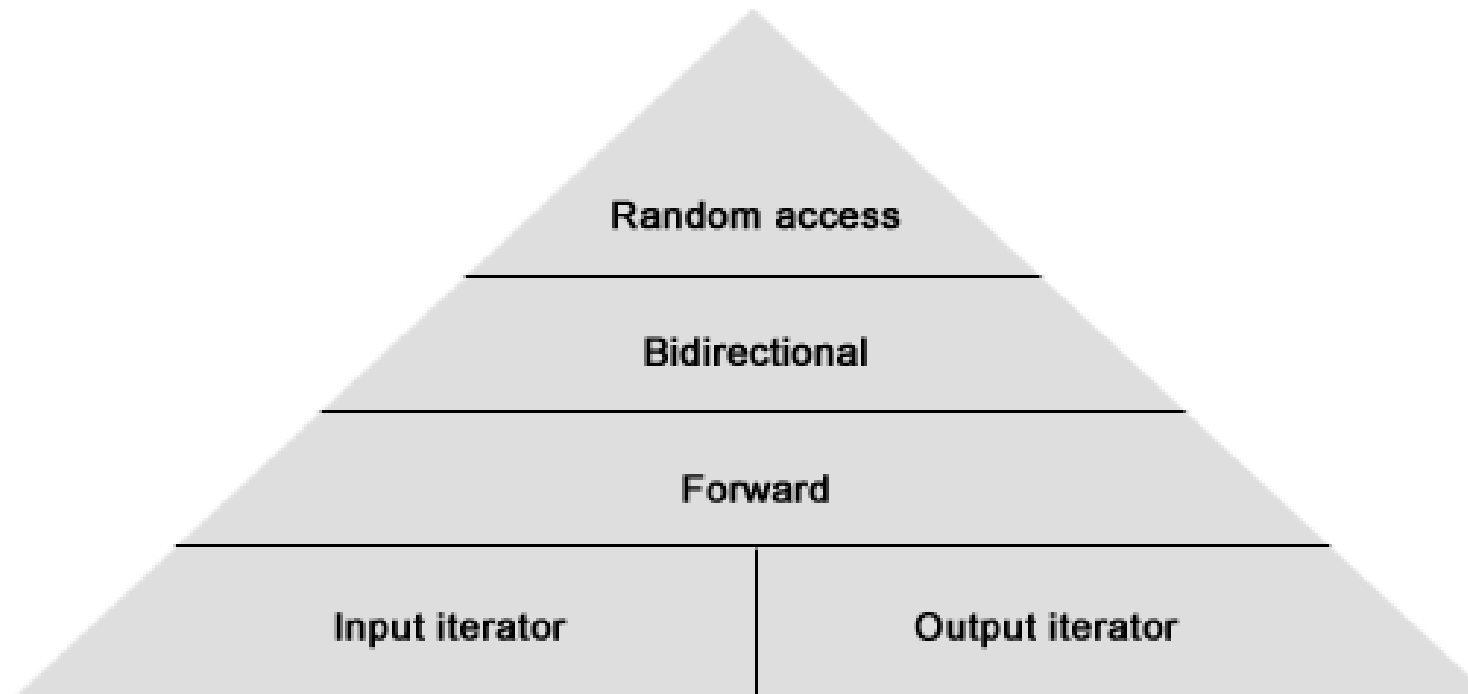 Random access
Bidirectional
Forward
Input iterator
Output iterator